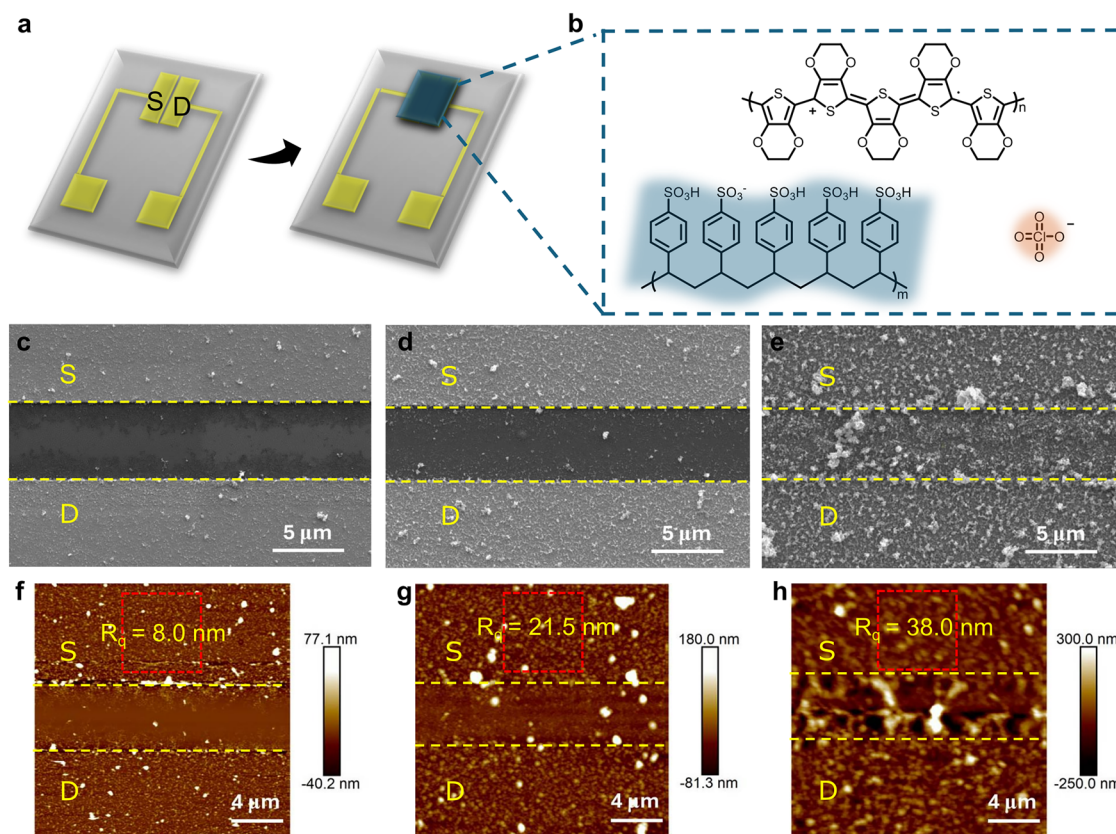 a
S D
b
O O O O
S S S
+ ·
S S
n
O O O O O O
SO₃H SO₃⁻ SO₃H SO₃H SO₃H
m
O
O=Cl-O⁻
O
c
S
D
5 µm
d
S
D
5 µm
e
S
D
5 µm
f
Rq = 8.0 nm
S
D
4 µm
77.1 nm
-40.2 nm
g
Rq = 21.5 nm
S
D
4 µm
180.0 nm
-81.3 nm
h
Rq = 38.0 nm
S
D
4 µm
300.0 nm
-250.0 nm